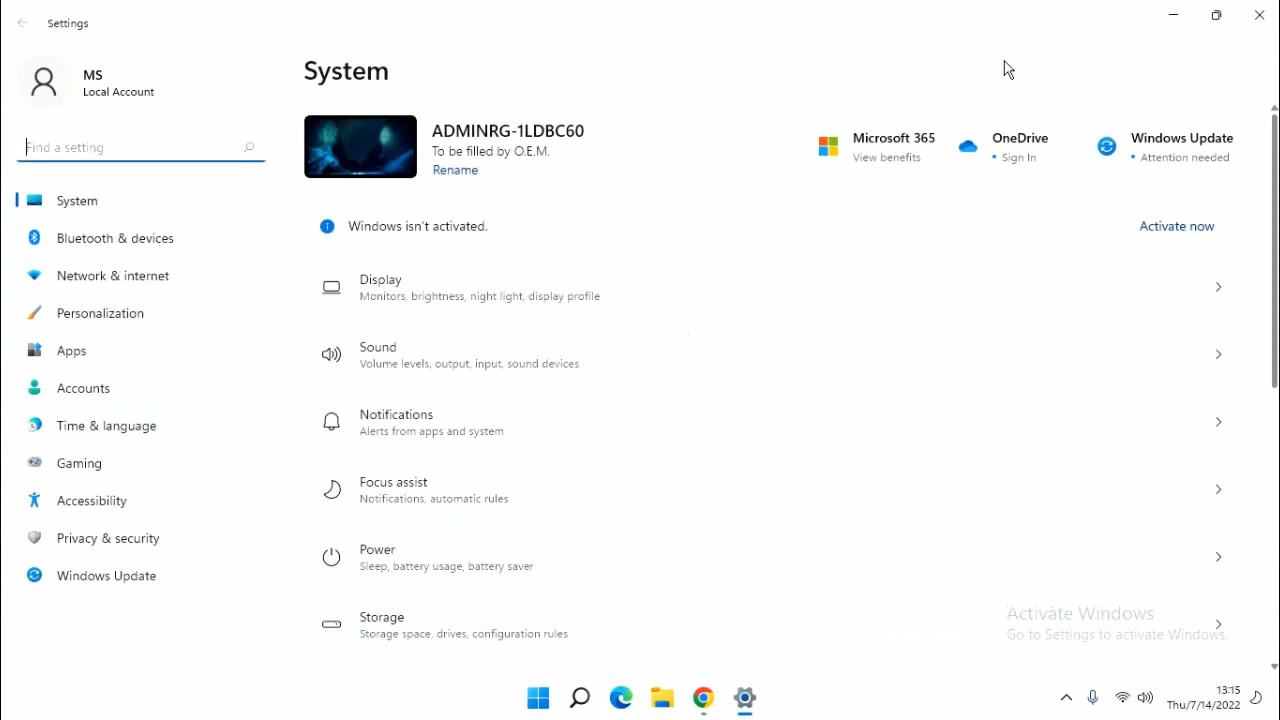 Settings
MS
Local Account
Find a setting
System
Bluetooth & devices
Network & internet
Personalization
Apps
Accounts
Time & language
Gaming
Accessibility
Privacy & security
Windows Update
System
ADMINRG-1LDBC60
To be filled by O.E.M.
Rename
Microsoft 365
View benefits
OneDrive
• Sign In
Windows Update
• Attention needed
Windows isn't activated.
Activate now
Display
Monitors, brightness, night light, display profile
Sound
Volume levels, output, input, sound devices
Notifications
Alerts from apps and system
Focus assist
Notifications, automatic rules
Power
Sleep, battery usage, battery saver
Storage
Storage space, drives, configuration rules
Activate Windows
Go to Settings to activate Windows.
13:15
Thu/7/14/2022